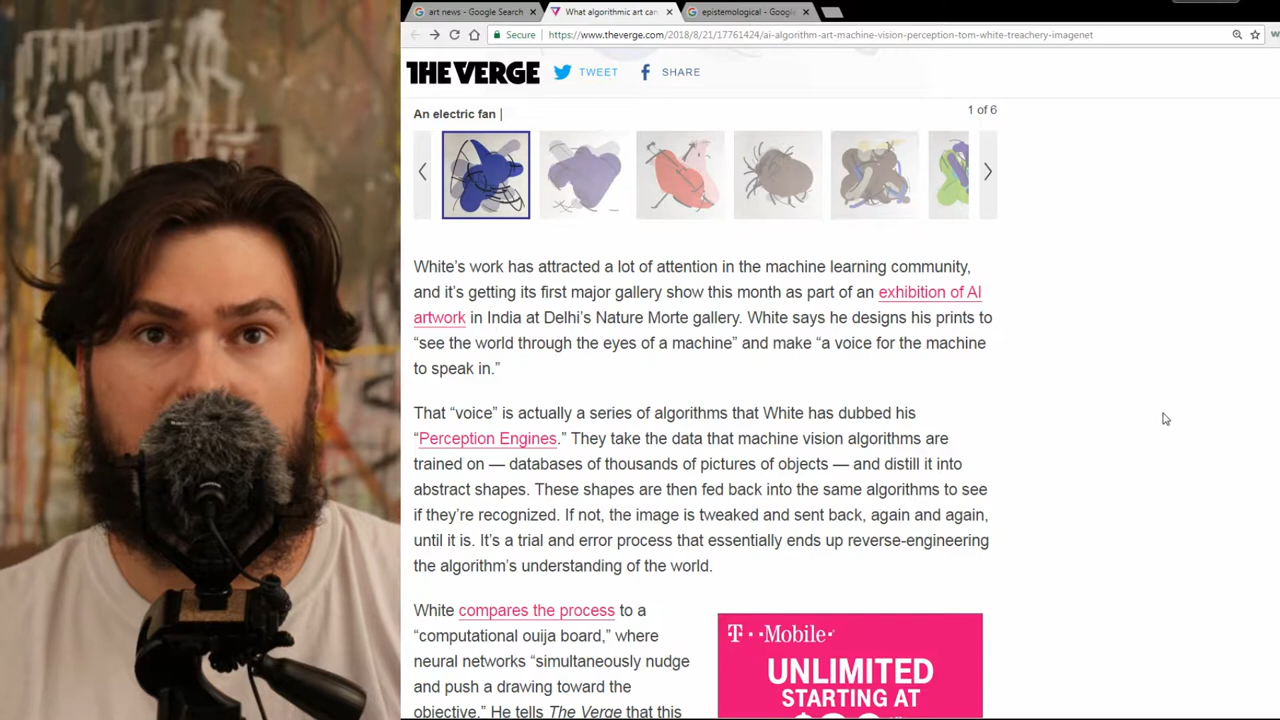 art news - Google Search
What algorithmic art can
epistemological - Google
Secure
https://www.theverge.com/2018/8/21/17761424/ai-algorithm-art-machine-vision-perception-tom-white-treachery-imagenet
THE VERGE
TWEET
SHARE
An electric fan |
1 of 6
White's work has attracted a lot of attention in the machine learning community,
and it's getting its first major gallery show this month as part of an exhibition of AI
artwork in India at Delhi's Nature Morte gallery. White says he designs his prints to
“see the world through the eyes of a machine” and make “a voice for the machine
to speak in.”
That “voice” is actually a series of algorithms that White has dubbed his
“Perception Engines.” They take the data that machine vision algorithms are
trained on — databases of thousands of pictures of objects — and distill it into
abstract shapes. These shapes are then fed back into the same algorithms to see
if they're recognized. If not, the image is tweaked and sent back, again and again,
until it is. It's a trial and error process that essentially ends up reverse-engineering
the algorithm's understanding of the world.
White compares the process to a
“computational ouija board,” where
neural networks “simultaneously nudge
and push a drawing toward the
objective.” He tells The Verge that this
T-Mobile
UNLIMITED
STARTING AT